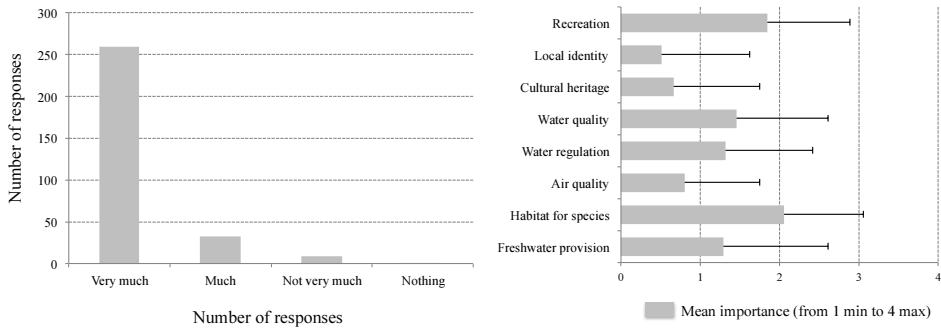 Number of responses
300
250
200
150
100
50
0
Very much Much Not very much Nothing
Number of responses
Recreation
Local identity
Cultural heritage
Water quality
Water regulation
Air quality
Habitat for species
Freshwater provision
0 1 2 3 4
Mean importance (from 1 min to 4 max)